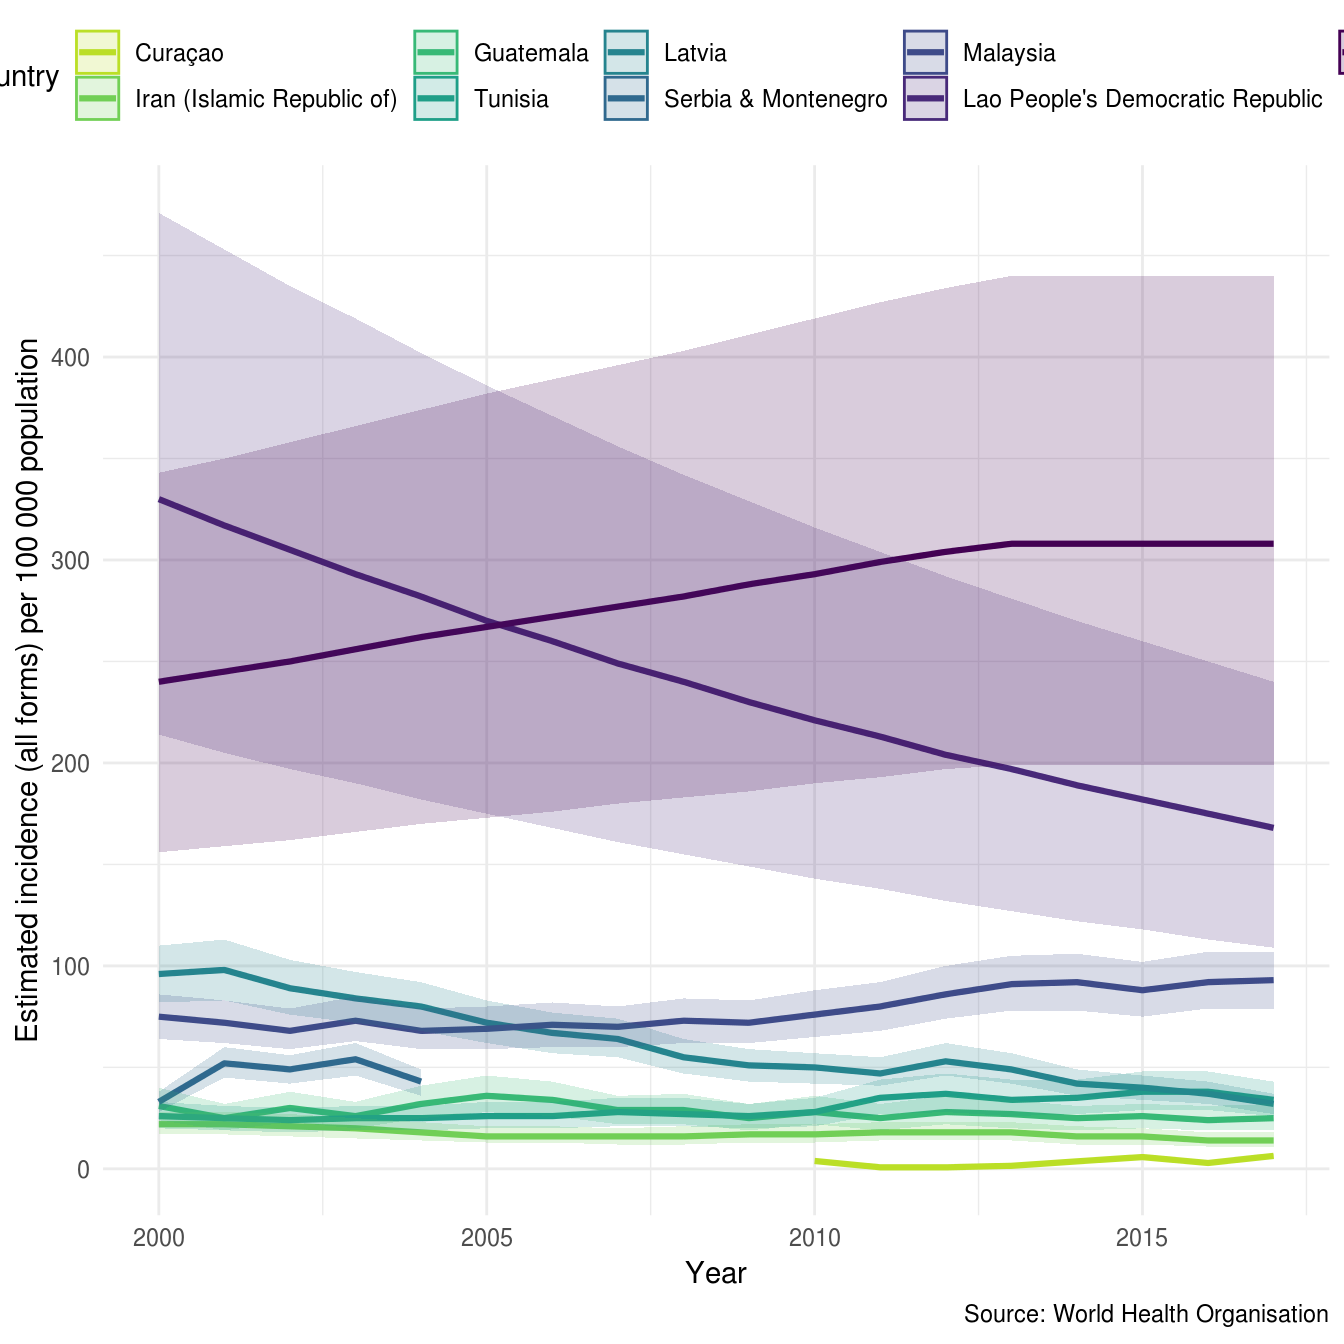 untry
Curaçao
Guatemala
Latvia
Malaysia
Iran (Islamic Republic of)
Tunisia
Serbia & Montenegro
Lao People's Democratic Republic
Estimated incidence (all forms) per 100 000 population
400
300
200
100
0
2000
2005
2010
2015
Year
Source: World Health Organisation